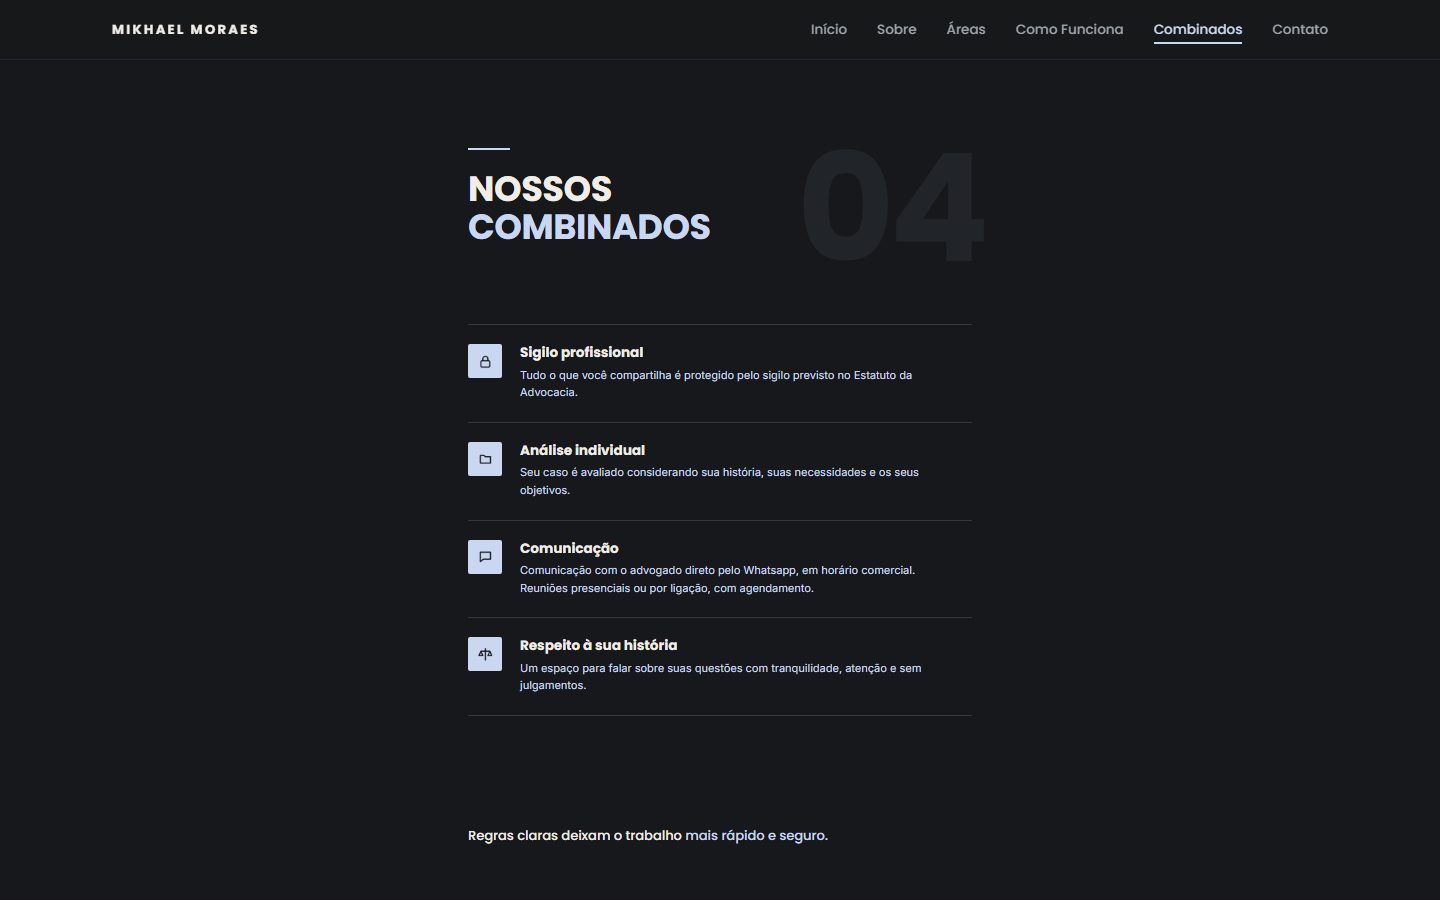 MIKHAEL MORAES
Início Sobre Áreas Como Funciona Combinados Contato
04
NOSSOS
COMBINADOS
Sigilo profissional
Tudo o que você compartilha é protegido pelo sigilo previsto no Estatuto da
Advocacia.
Análise individual
Seu caso é avaliado considerando sua história, suas necessidades e os seus
objetivos.
Comunicação
Comunicação com o advogado direto pelo Whatsapp, em horário comercial.
Reuniões presenciais ou por ligação, com agendamento.
Respeito à sua história
Um espaço para falar sobre suas questões com tranquilidade, atenção e sem
julgamentos.
Regras claras deixam o trabalho mais rápido e seguro.